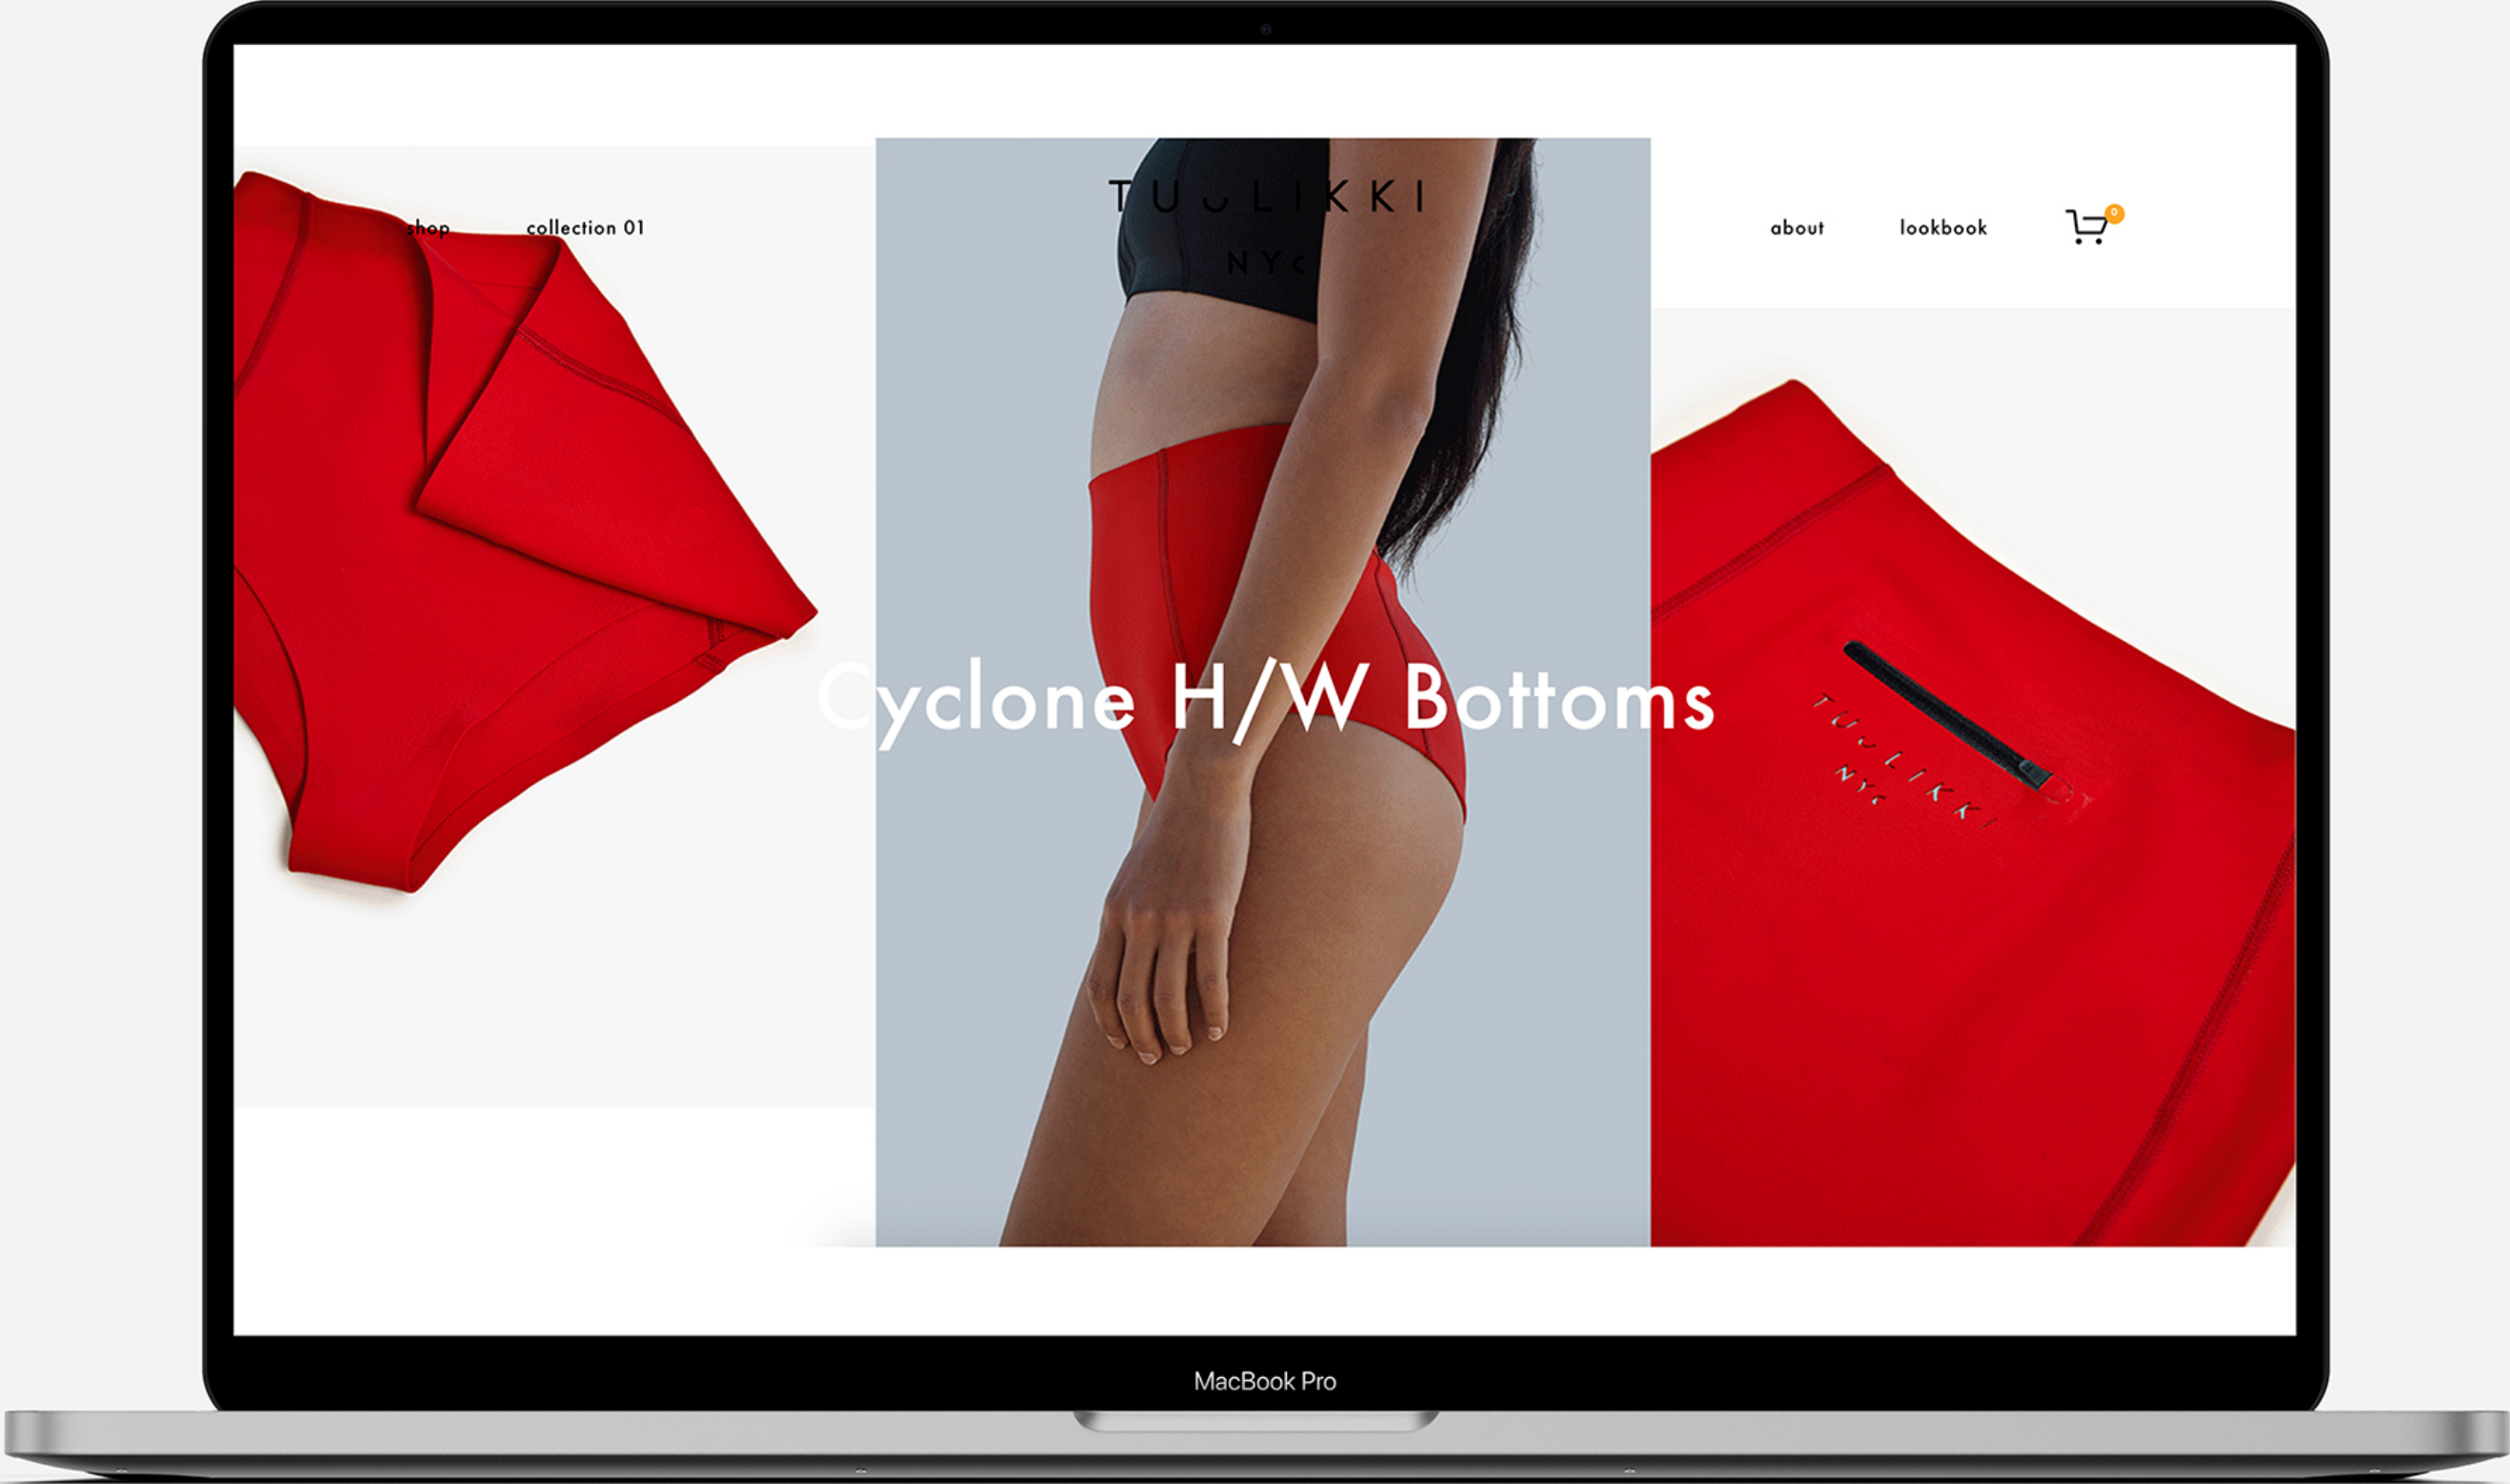 TUULIKKI
NYC
shop
collection 01
about
lookbook
0
Cyclone H/W Bottoms
TUULIKKI
NYC
MacBook Pro